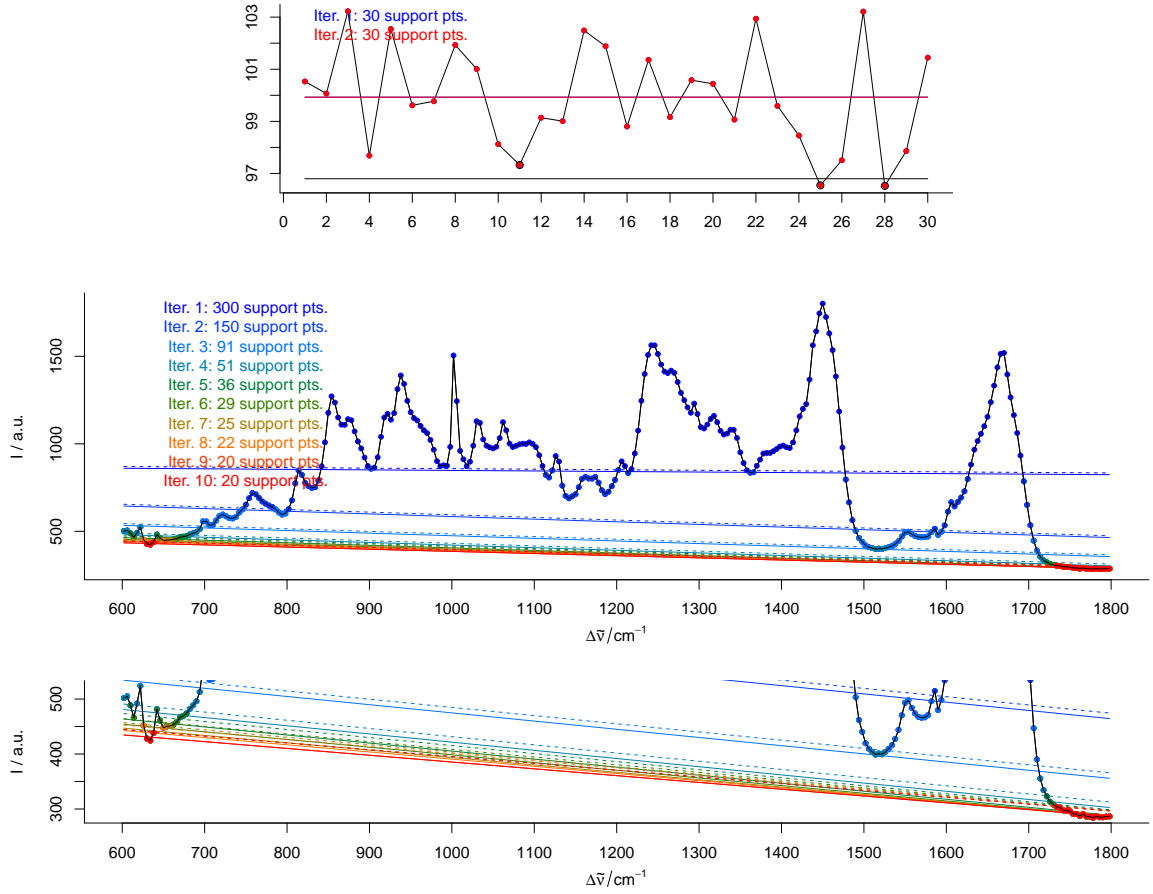 103
101
99
97
Iter. 1: 30 support pts.
Iter. 2: 30 support pts.
0 2 4 6 8 10 12 14 16 18 20 22 24 26 28 30
I / a.u.
1500
1000
500
Iter. 1: 300 support pts.
Iter. 2: 150 support pts.
Iter. 3: 91 support pts.
Iter. 4: 51 support pts.
Iter. 5: 36 support pts.
Iter. 6: 29 support pts.
Iter. 7: 25 support pts.
Iter. 8: 22 support pts.
Iter. 9: 20 support pts.
Iter. 10: 20 support pts.
600 700 800 900 1000 1100 1200 1300 1400 1500 1600 1700 1800
Δν̃/cm⁻¹
I / a.u.
500
400
300
600 700 800 900 1000 1100 1200 1300 1400 1500 1600 1700 1800
Δν̃/cm⁻¹